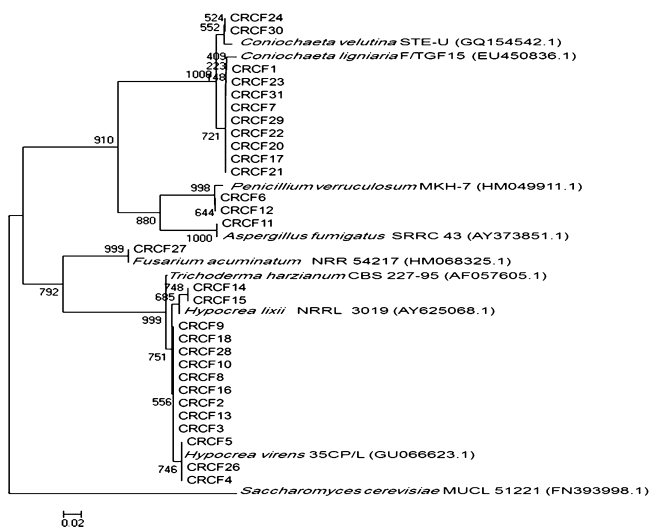 524 CRCF24
552 CRCF30
Coniochaeta velutina STE-U (GQ154542.1)
409 Coniochaeta ligniaria F/TGF15 (EU450836.1)
223 CRCF1
1000 148 CRCF23
CRCF31
CRCF7
CRCF29
CRCF22
721
CRCF20
910
CRCF17
CRCF21
998 Penicillium verruculosum MKH-7 (HM049911.1)
CRCF6
644 CRCF12
880
CRCF11
1000 Aspergillus fumigatus SRRC 43 (AY373851.1)
999 CRCF27
Fusarium acuminatum NRR 54217 (HM068325.1)
Trichoderma harzianum CBS 227-95 (AF057605.1)
792
748 CRCF14
685 CRCF15
Hypocrea lixii NRRL 3019 (AY625068.1)
999
CRCF9
CRCF18
751 CRCF28
CRCF10
CRCF8
CRCF16
556 CRCF2
CRCF13
CRCF3
CRCF5
Hypocrea virens 35CP/L (GU066623.1)
746 CRCF26
CRCF4
Saccharomyces cerevisiae MUCL 51221 (FN393998.1)
0.02